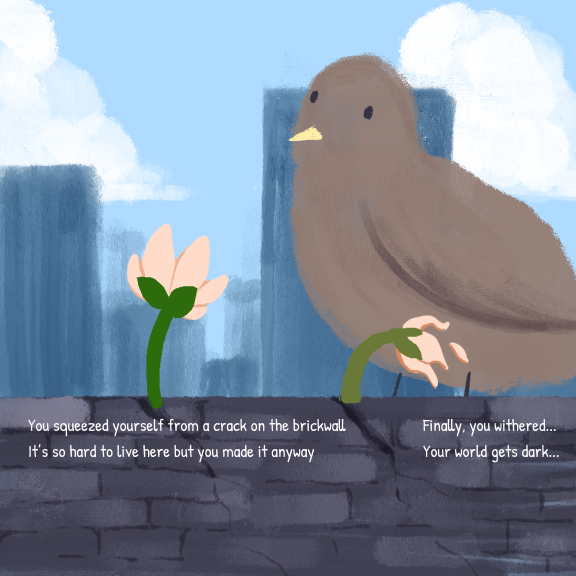 You squeezed yourself from a crack on the brickwall
It's so hard to live here but you made it anyway
Finally, you withered...
Your world gets dark...